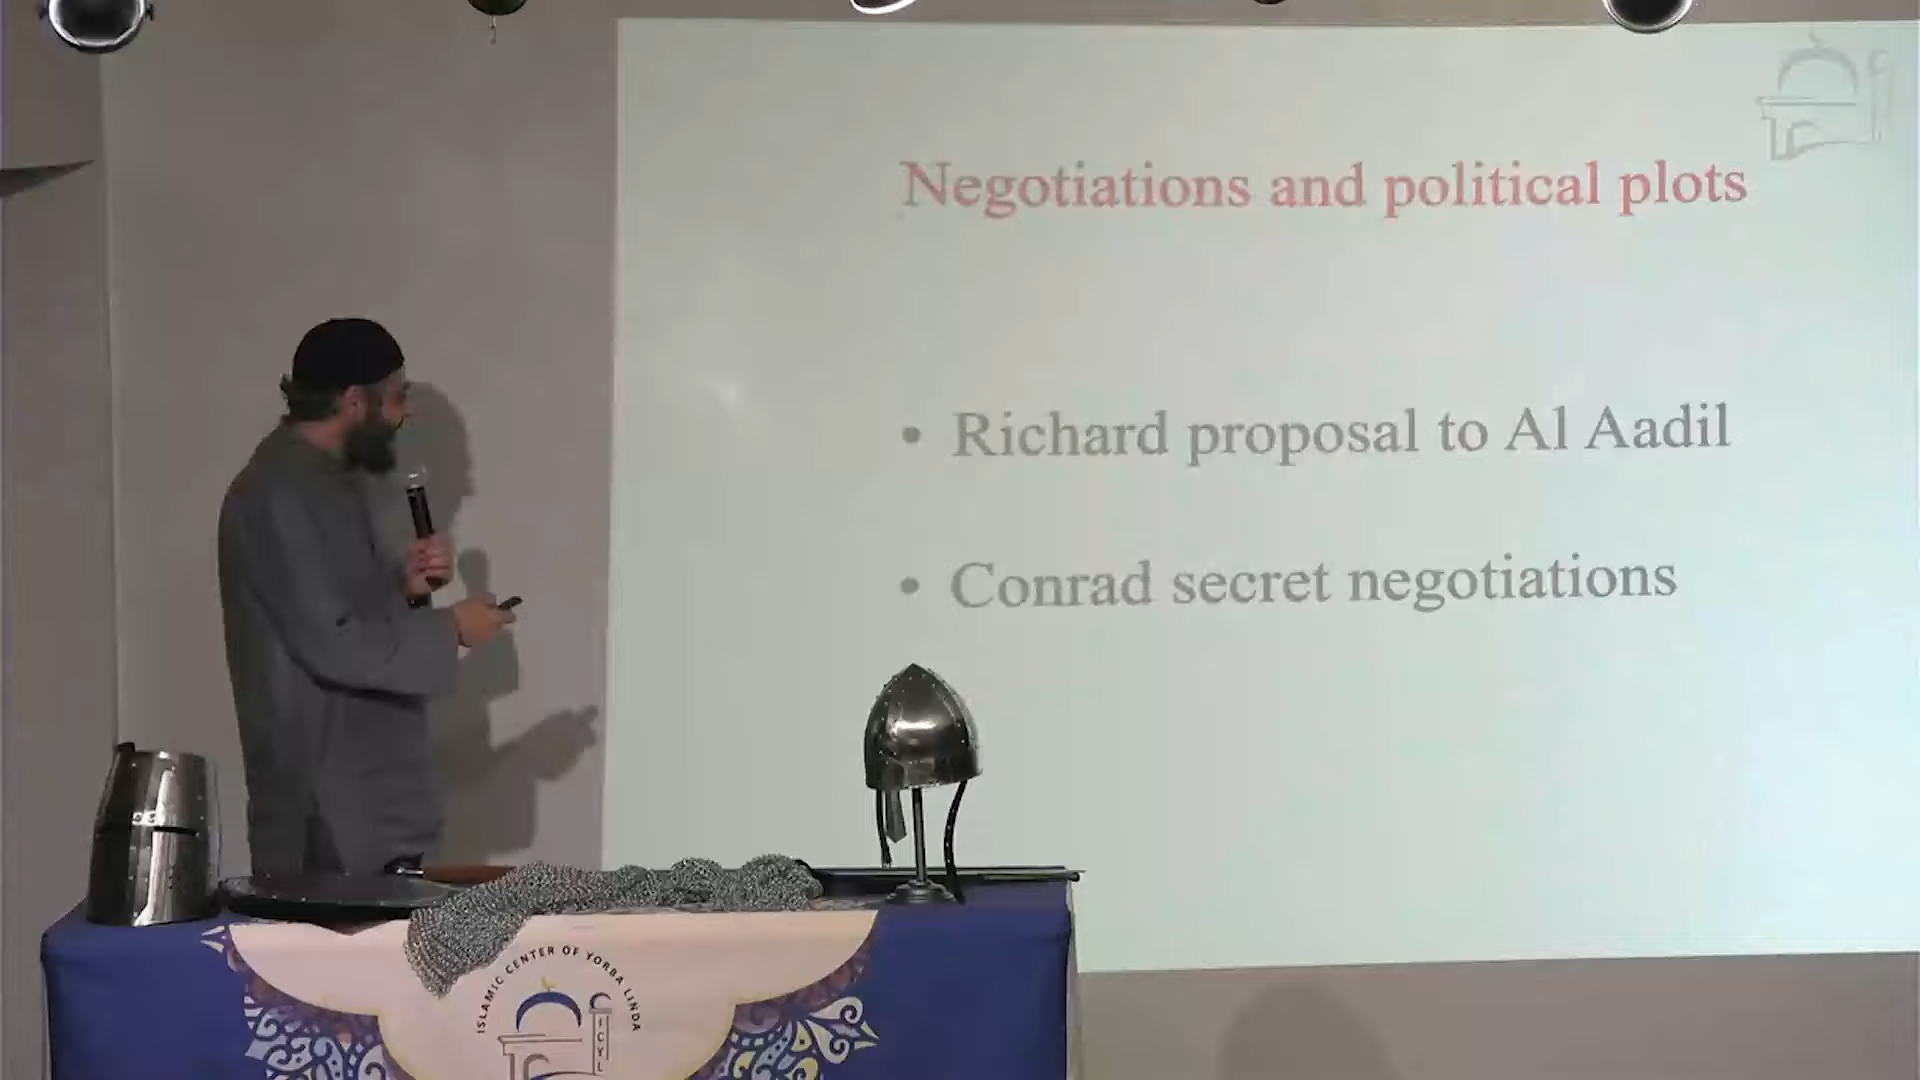 Negotiations and political plots
• Richard proposal to Al Aadil
• Conrad secret negotiations
ISLAMIC CENTER OF YORBA LINDA
ICYL